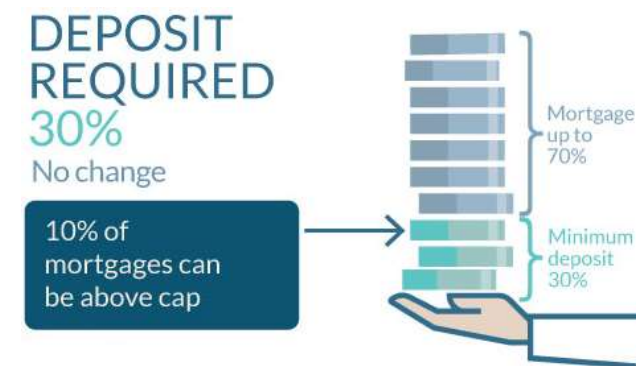 DEPOSIT
REQUIRED
30%
No change
10% of
mortgages can
be above cap
Mortgage
up to
70%
Minimum
deposit
30%